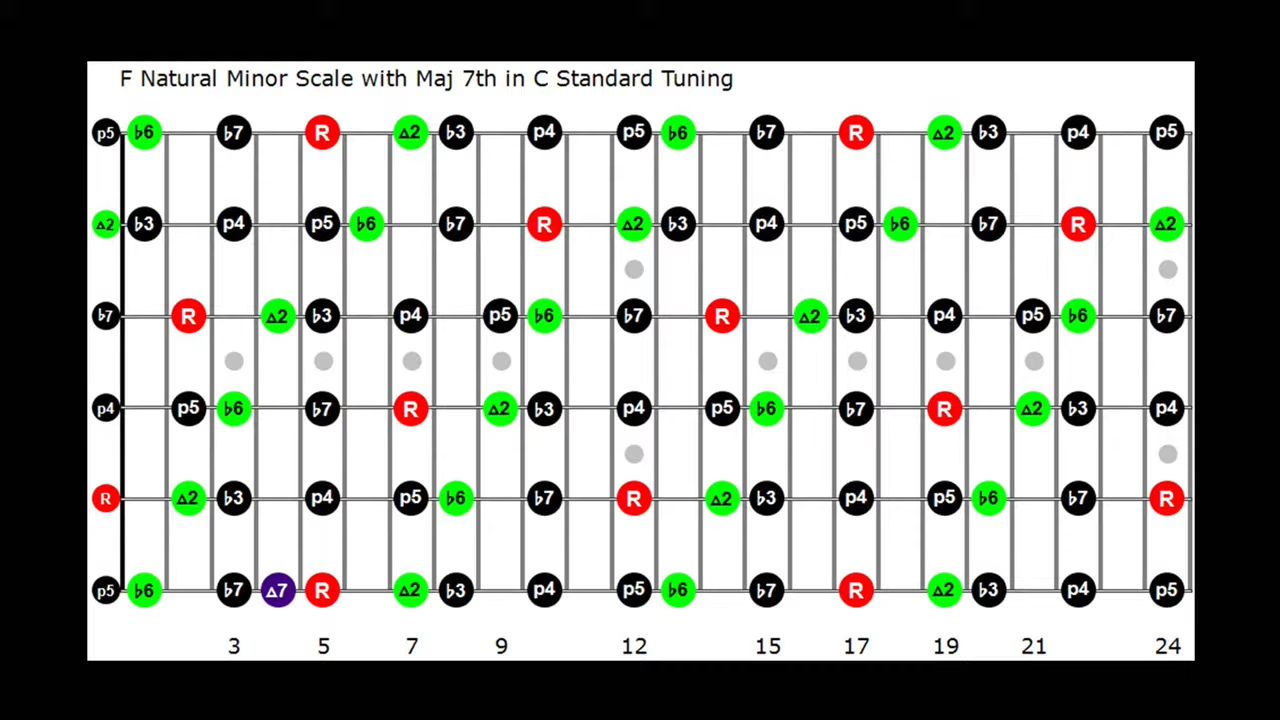 F Natural Minor Scale with Maj 7th in C Standard Tuning
p5 ♭6 ♭7 R Δ2 ♭3 p4 p5 ♭6 ♭7 R Δ2 ♭3 p4 p5
Δ2 ♭3 p4 p5 ♭6 ♭7 R Δ2 ♭3 p4 p5 ♭6 ♭7 R Δ2
♭7 R Δ2 ♭3 p4 p5 ♭6 ♭7 R Δ2 ♭3 p4 p5 ♭6 ♭7
p4 p5 ♭6 ♭7 R Δ2 ♭3 p4 p5 ♭6 ♭7 R Δ2 ♭3 p4
R Δ2 ♭3 p4 p5 ♭6 ♭7 R Δ2 ♭3 p4 p5 ♭6 ♭7 R
p5 ♭6 ♭7 Δ7 R Δ2 ♭3 p4 p5 ♭6 ♭7 R Δ2 ♭3 p4 p5
3 5 7 9 12 15 17 19 21 24